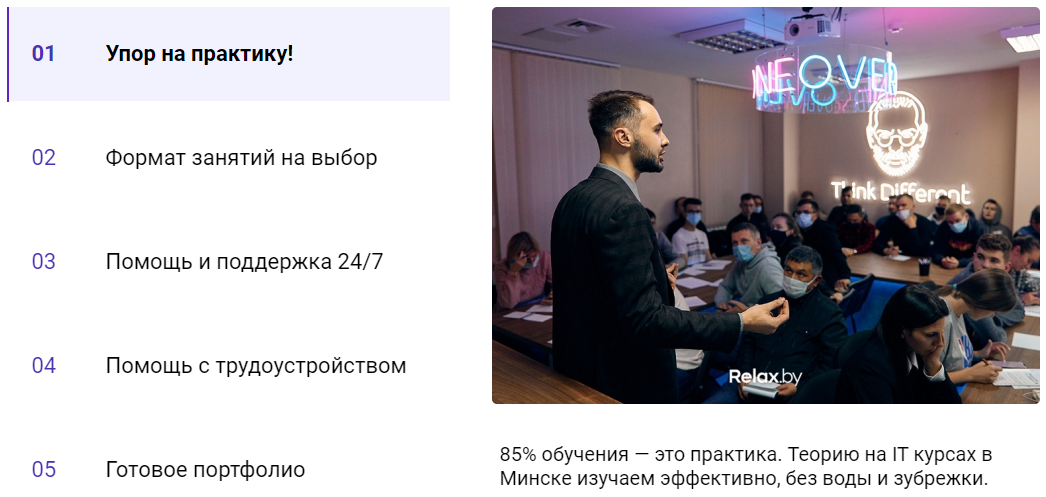 01 Упор на практику!
02 Формат занятий на выбор
03 Помощь и поддержка 24/7
04 Помощь с трудоустройством
05 Готовое портфолио
NEOVER
Think Different
Relax.by
85% обучения — это практика. Теорию на IT курсах в
Минске изучаем эффективно, без воды и зубрежки.